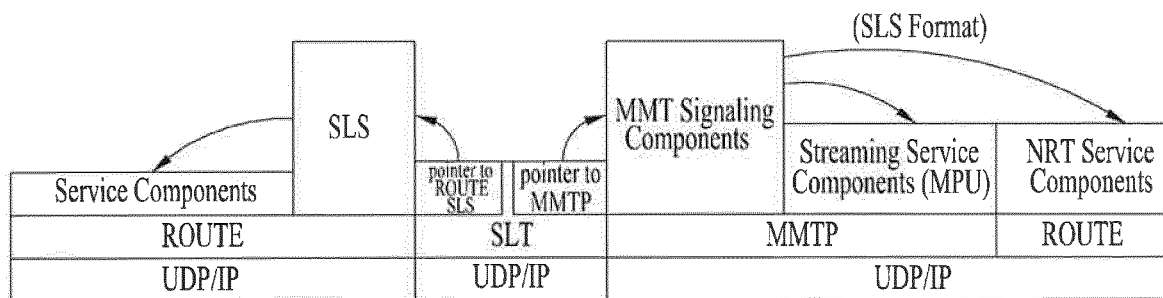 (SLS Format)
SLS
MMT Signaling
Components
Service Components
pointer to
ROUTE
SLS
pointer to
MMTP
Streaming Service
Components (MPU)
NRT Service
Components
ROUTE
SLT
MMTP
ROUTE
UDP/IP
UDP/IP
UDP/IP